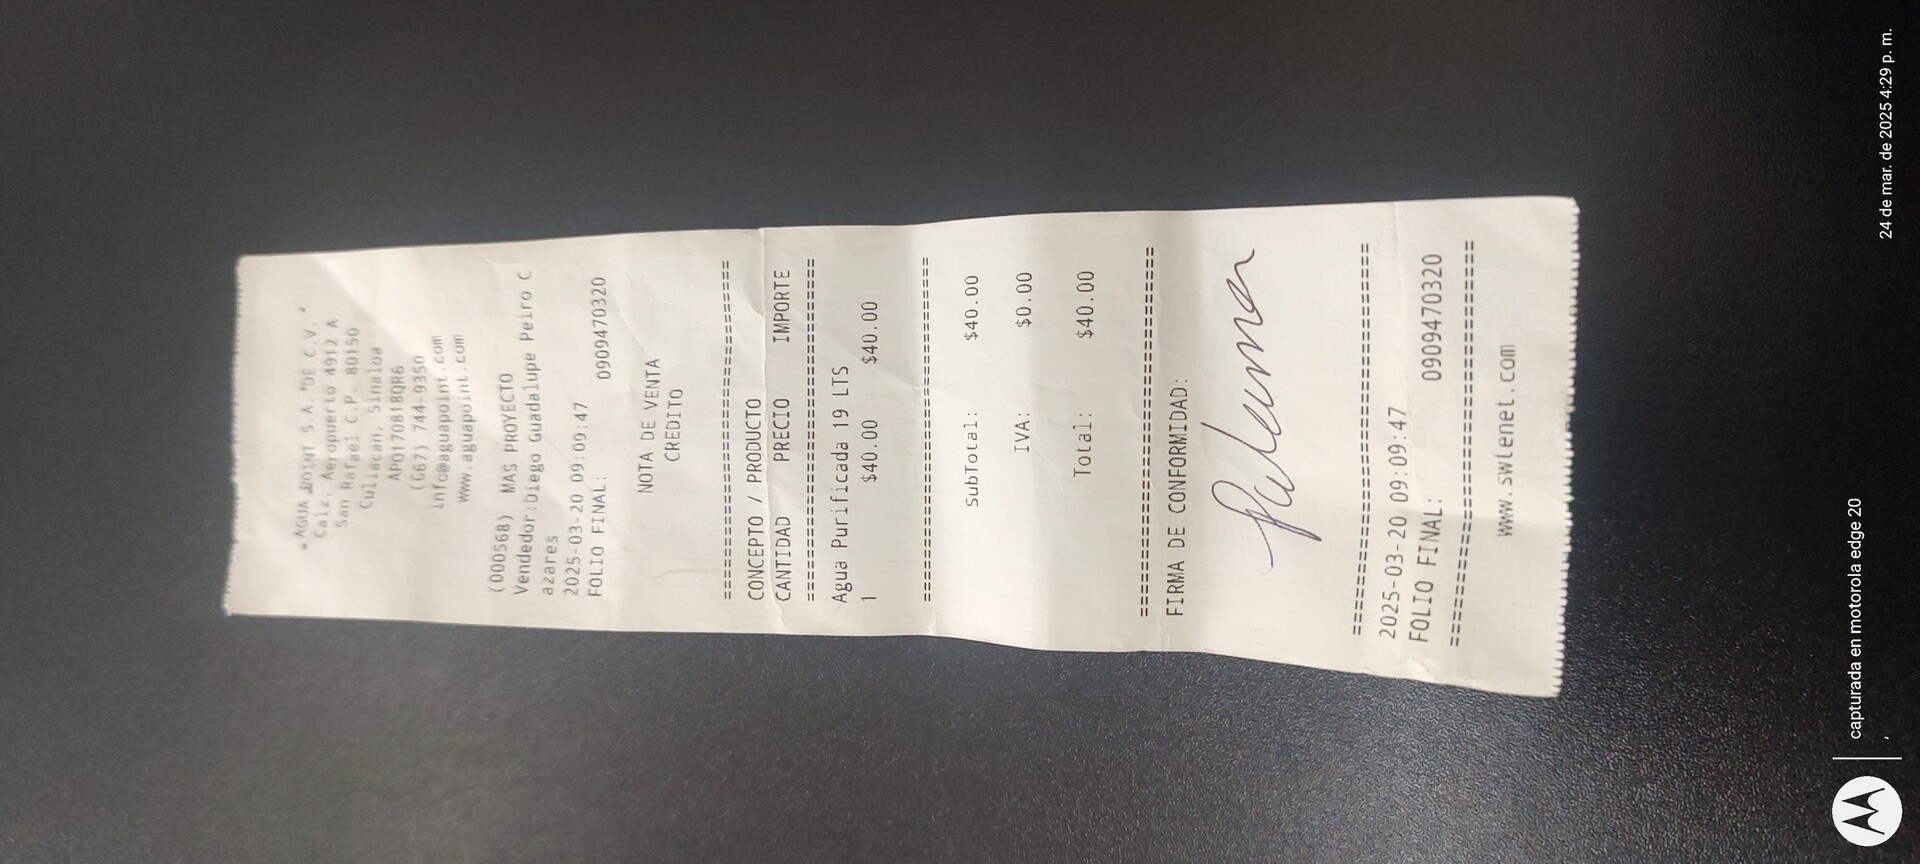 * AGUA POINT S.A. DE C.V. *
Calz. Aeropuerto 4912 A
San Rafael C.P. 80150
Culiacan, Sinaloa
APO170818QR6
(667) 744-9350
info@aguapoint.com
www.aguapoint.com
(000568) MAS PROYECTO
Vendedor:Diego Guadalupe Peiro C
azares
2025-03-20 09:09:47
FOLIO FINAL: 0909470320
NOTA DE VENTA
CREDITO
================================
CONCEPTO / PRODUCTO
CANTIDAD PRECIO IMPORTE
================================
Agua Purificada 19 LTS
1 $40.00 $40.00
================================
SubTotal: $40.00
IVA: $0.00
Total: $40.00
================================
FIRMA DE CONFORMIDAD:
Paloma
================================
2025-03-20 09:09:47
FOLIO FINAL: 0909470320
================================
www.swtenet.com
capturada en motorola edge 20
,
24 de mar. de 2025 4:29 p. m.